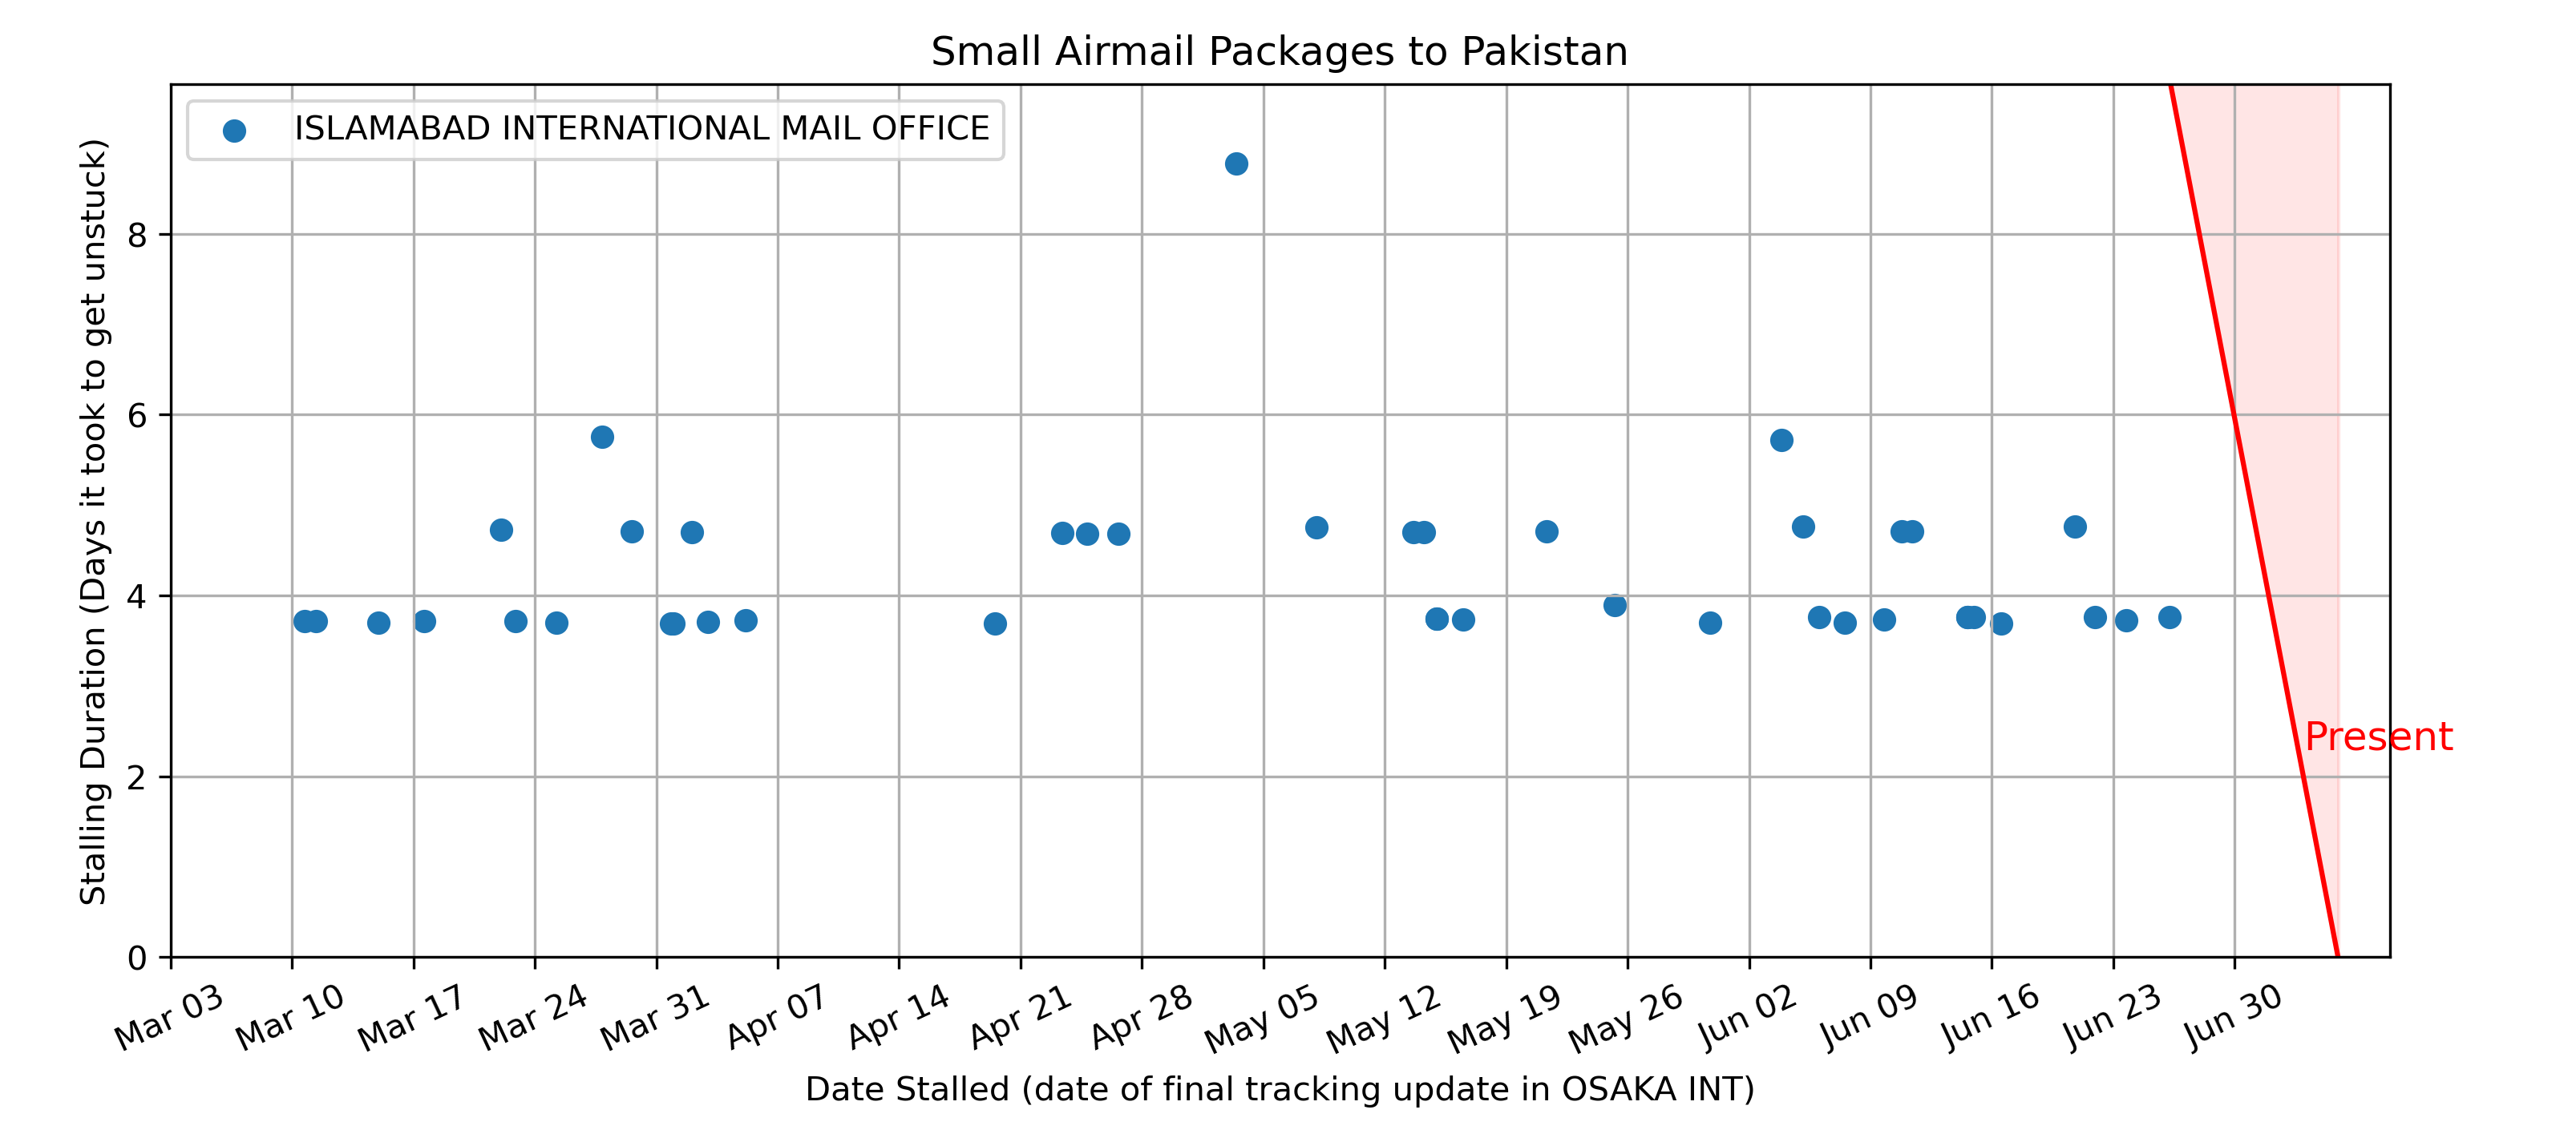 Small Airmail Packages to Pakistan
ISLAMABAD INTERNATIONAL MAIL OFFICE
Stalling Duration (Days it took to get unstuck)
8
6
4
2
0
Present
Mar 03
Mar 10
Mar 17
Mar 24
Mar 31
Apr 07
Apr 14
Apr 21
Apr 28
May 05
May 12
May 19
May 26
Jun 02
Jun 09
Jun 16
Jun 23
Jun 30
Date Stalled (date of final tracking update in OSAKA INT)